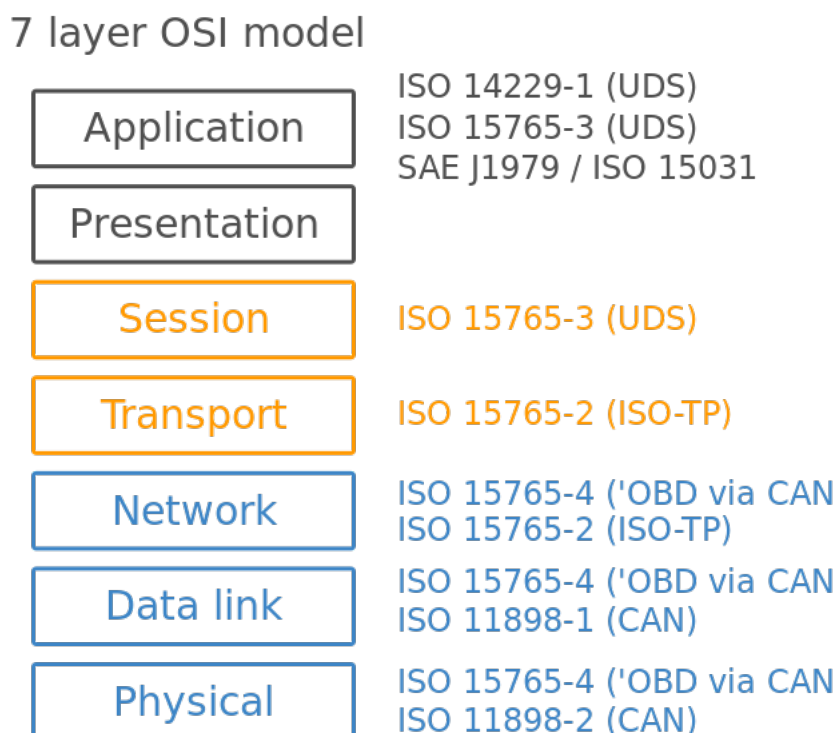 7 layer OSI model
Application
ISO 14229-1 (UDS)
ISO 15765-3 (UDS)
SAE J1979 / ISO 15031
Presentation
Session
ISO 15765-3 (UDS)
Transport
ISO 15765-2 (ISO-TP)
Network
ISO 15765-4 ('OBD via CAN
ISO 15765-2 (ISO-TP)
Data link
ISO 15765-4 ('OBD via CAN
ISO 11898-1 (CAN)
Physical
ISO 15765-4 ('OBD via CAN
ISO 11898-2 (CAN)